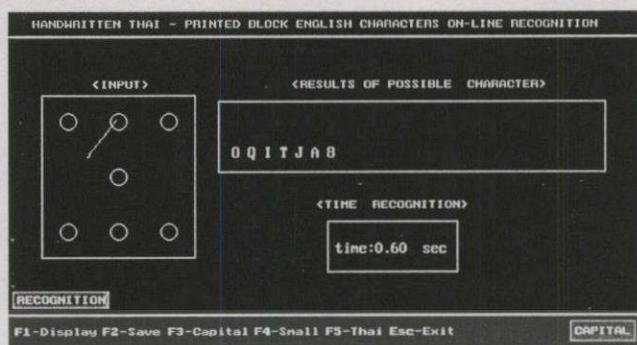 HANDWRITTEN THAI - PRINTED BLOCK ENGLISH CHARACTERS ON-LINE RECOGNITION
<INPUT>
<RESULTS OF POSSIBLE CHARACTER>
O Q I T J A 8
<TIME RECOGNITION>
time:0.60 sec
RECOGNITION
F1-Display F2-Save F3-Capital F4-Small F5-Thai Esc-Exit
CAPITAL